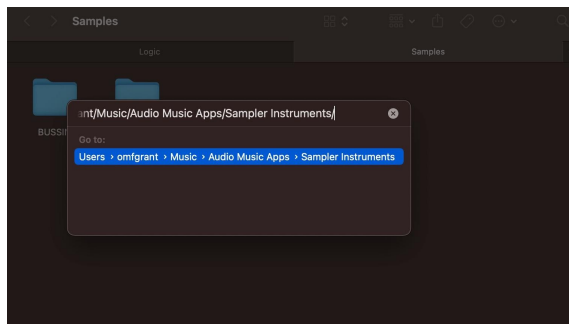 Samples
Logic
Samples
ant/Music/Audio Music Apps/Sampler Instruments/
BUSSIN
Go to:
Users › omfgrant › Music › Audio Music Apps › Sampler Instruments